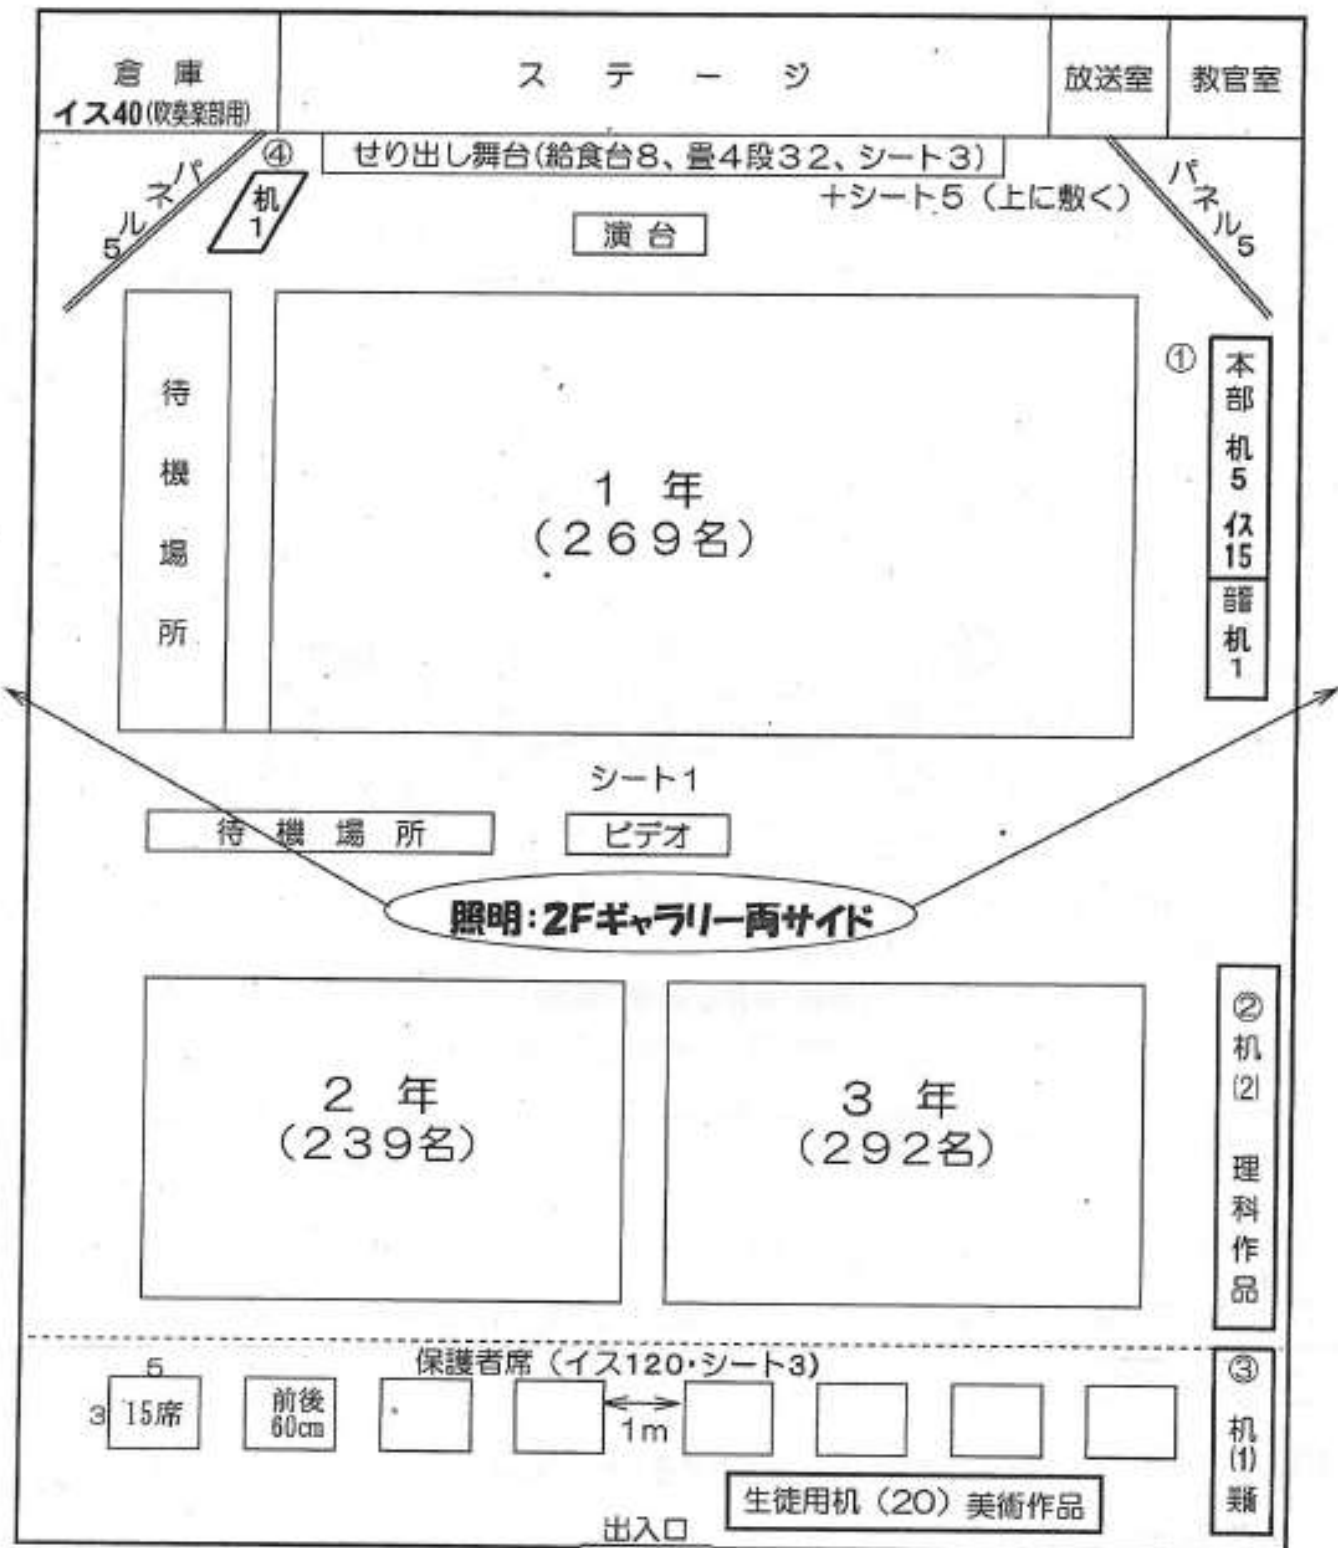 倉庫
イス40(吹奏楽部用)
ステージ
放送室
教官室
パネル5
④
机1
せり出し舞台(給食台8、畳4段32、シート3)
+シート5(上に敷く)
演台
パネル5
待機場所
1年
(269名)
①
本部 机5 イス15
机1
シート1
待機場所
ビデオ
照明:2Fギャラリー両サイド
2年
(239名)
3年
(292名)
②机(2) 理科作品
保護者席(イス120・シート3)
5
3
15席
前後
60cm
1m
③ 机(1)
生徒用机(20)美術作品
出入口